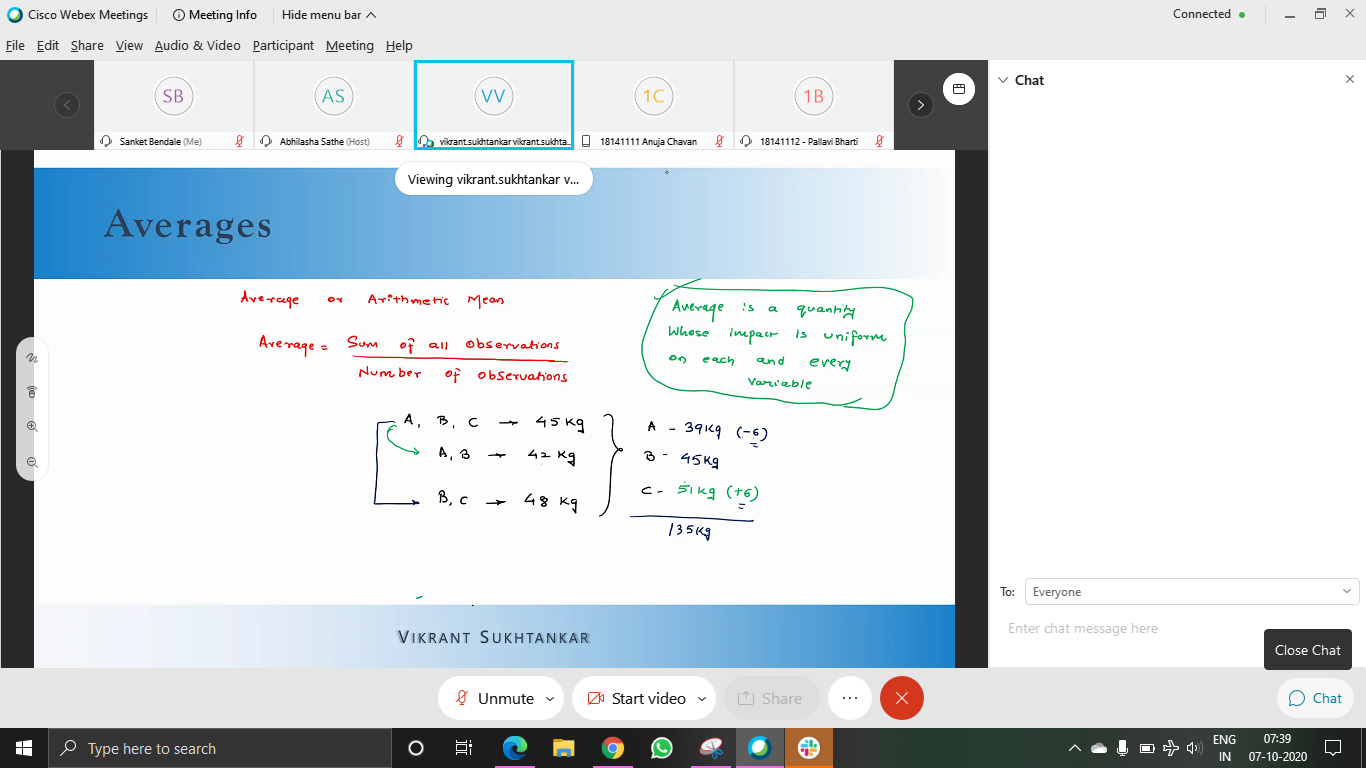 Cisco Webex Meetings
Meeting Info
Hide menu bar
Connected
File Edit Share View Audio & Video Participant Meeting Help
SB
AS
VV
1C
1B
Sanket Bendale (Me)
Abhilasha Sathe (Host)
vikrant.sukhtankar vikrant.sukhta...
18141111 Anuja Chavan
18141112 - Pallavi Bharti
Viewing vikrant.sukhtankar v...
Averages
Average or Arithmetic Mean
Average = Sum of all observations
Number of observations
Average is a quantity
Whose impact is uniform
on each and every
variable
A, B, C → 45 Kg
A, B → 42 Kg
B, C → 48 Kg
A - 39Kg (-6)
B - 45Kg
C - 51Kg (+6)
135Kg
VIKRANT SUKHTANKAR
Chat
To: Everyone
Enter chat message here
Close Chat
Unmute
Start video
Share
Chat
Type here to search
ENG
IN
07:39
07-10-2020